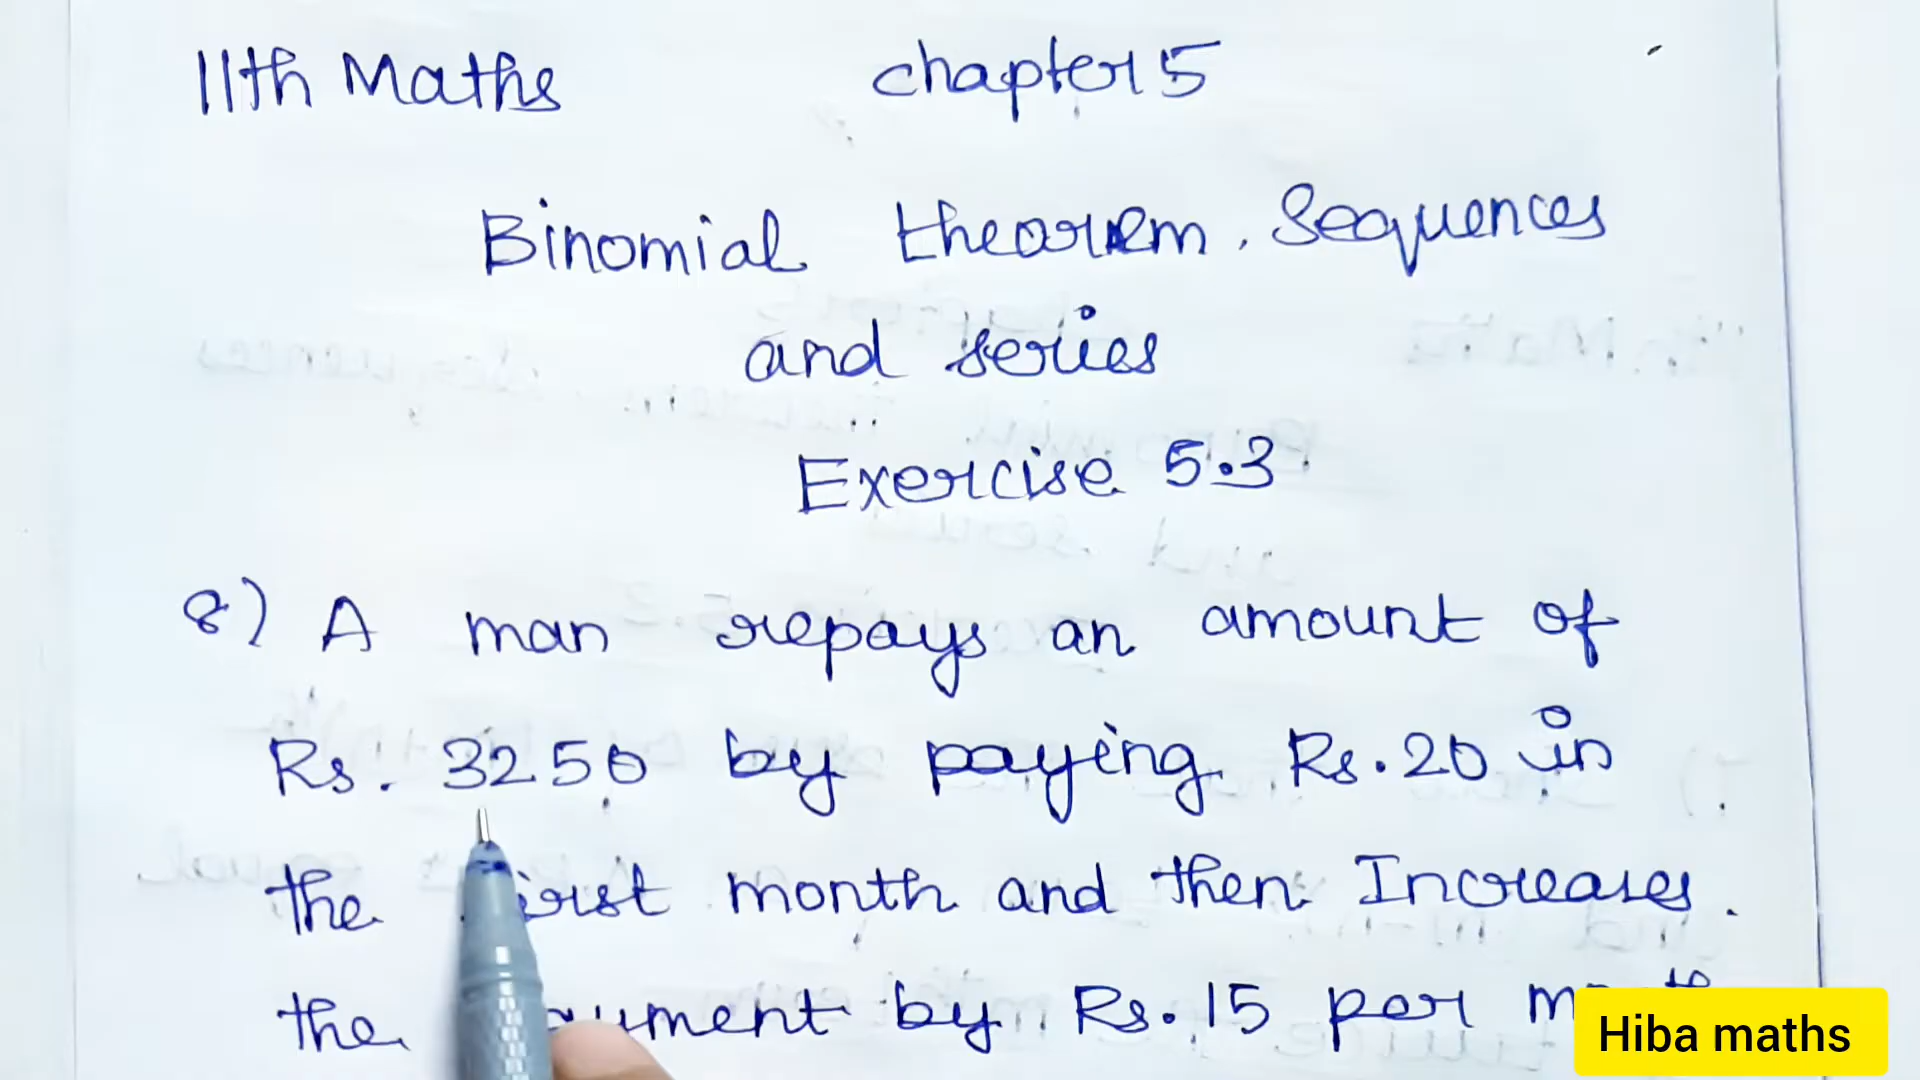 11th Maths chapter 5
Binomial theorem, Sequences
and series
Exercise 5.3
8) A man repays an amount of
Rs. 3250 by paying Rs.20 in
the first month and then Increases
the payment by Rs.15 per
Hiba maths